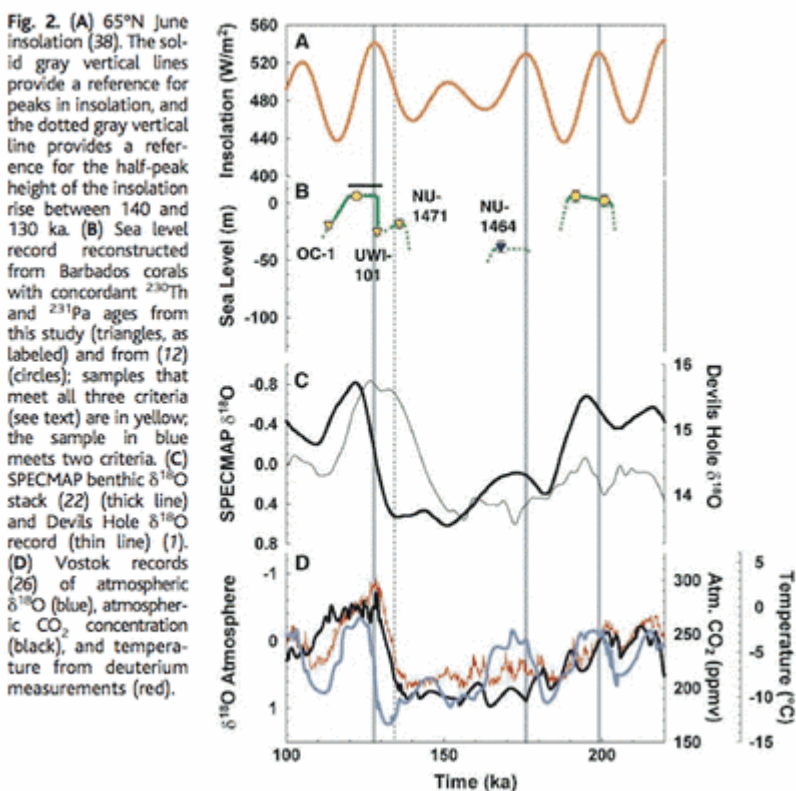 Fig. 2. (A) 65°N June
insolation (38). The sol-
id gray vertical lines
provide a reference for
peaks in insolation, and
the dotted gray vertical
line provides a refer-
ence for the half-peak
height of the insolation
rise between 140 and
130 ka. (B) Sea level
record reconstructed
from Barbados corals
with concordant ²³⁰Th
and ²³¹Pa ages from
this study (triangles, as
labeled) and from (12)
(circles); samples that
meet all three criteria
(see text) are in yellow;
the sample in blue
meets two criteria. (C)
SPECMAP benthic δ¹⁸O
stack (22) (thick line)
and Devils Hole δ¹⁸O
record (thin line) (1).
(D) Vostok records
(26) of atmospheric
δ¹⁸O (blue), atmospher-
ic CO₂ concentration
(black), and tempera-
ture from deuterium
measurements (red).
A
Insolation (W/m²)
560
520
480
440
400
B
Sea Level (m)
0
-50
-100
OC-1
UWI-
101
NU-
1471
NU-
1464
C
SPECMAP δ¹⁸O
-0.8
-0.4
0.0
0.4
0.8
16
15
14
13
Devils Hole δ¹⁸O
D
δ¹⁸O Atmosphere
-1
0
1
300
250
200
150
Atm. CO₂ (ppmv)
5
0
-5
-10
-15
Temperature (°C)
100
150
200
Time (ka)